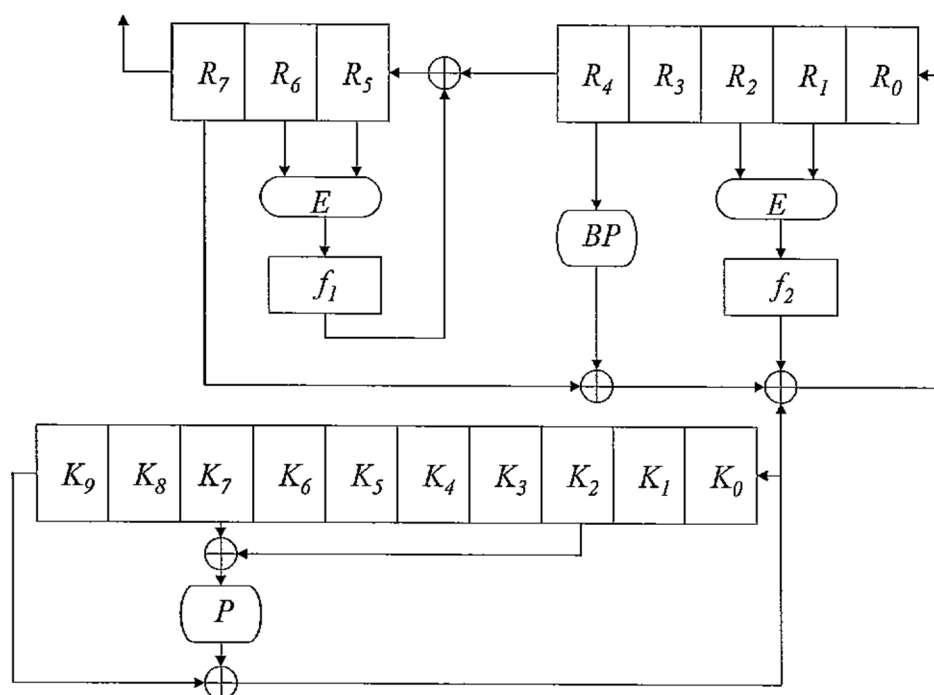 R₇ R₆ R₅ R₄ R₃ R₂ R₁ R₀
E BP E
f₁ f₂
K₉ K₈ K₇ K₆ K₅ K₄ K₃ K₂ K₁ K₀
P